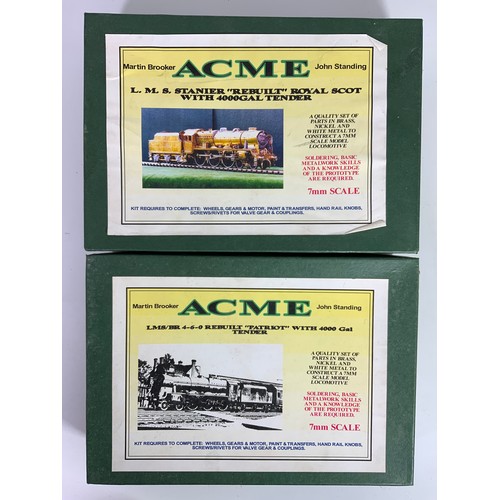 Martin Brooker ACME John Standing
L. M. S. STANIER "REBUILT" ROYAL SCOT
WITH 4000GAL TENDER
A QUALITY SET OF
PARTS IN BRASS,
NICKEL AND
WHITE METAL TO
CONSTRUCT A 7MM
SCALE MODEL
LOCOMOTIVE
SOLDERING, BASIC
METALWORK SKILLS
AND A KNOWLEDGE
OF THE PROTOTYPE
ARE REQUIRED.
7mm SCALE
KIT REQUIRES TO COMPLETE: WHEELS, GEARS & MOTOR, PAINT & TRANSFERS, HAND RAIL KNOBS,
SCREWS/RIVETS FOR VALVE GEAR & COUPLINGS.
Martin Brooker ACME John Standing
LMS/BR 4-6-0 REBUILT "PATRIOT" WITH 4000 Gal
TENDER
A QUALITY SET OF
PARTS IN BRASS,
NICKEL AND
WHITE METAL TO
CONSTRUCT A 7MM
SCALE MODEL
LOCOMOTIVE
SOLDERING, BASIC
METALWORK SKILLS
AND A KNOWLEDGE
OF THE PROTOTYPE
ARE REQUIRED.
7mm SCALE
KIT REQUIRES TO COMPLETE: WHEELS, GEARS & MOTOR, PAINT & TRANSFERS, HAND RAIL KNOBS,
SCREWS/RIVETS FOR VALVE GEAR & COUPLINGS.